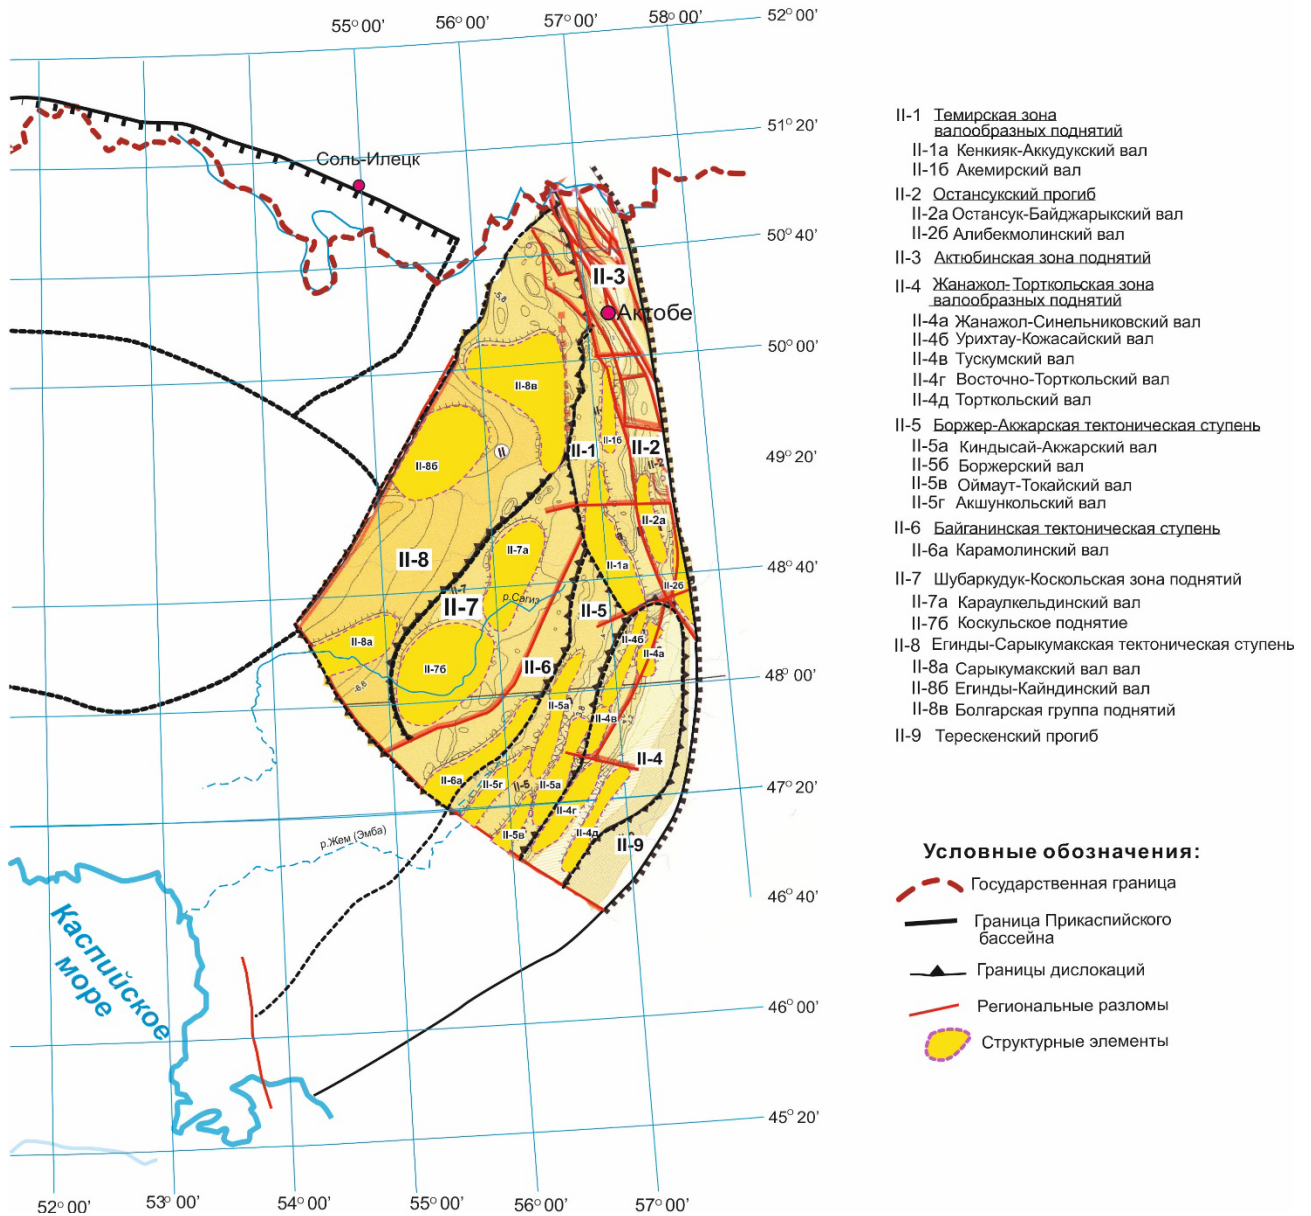 55° 00'
56° 00'
57° 00'
58° 00'
52° 00'
51° 20'
50° 40'
50° 00'
49° 20'
48° 40'
48° 00'
47° 20'
46° 40'
46° 00'
45° 20'
52° 00'
53° 00'
54° 00'
55° 00'
56° 00'
56° 00'
57° 00'
Соль-Илецк
II-3
Актобе
-5,8
II-8в
II-1б
II-1
II-2
II-2
II-8б
II
II-2а
II-7а
II-8
II-7
II-1а
II-2б
р.Сагиз
II-7
II-5
II-4б
II-8а
II-4а
II-7б
II-6
-6,8
II-5а
II-4в
II-4
II-6а
II-5г
II-5
II-5а
II-4г
II-5в
II-4д
II-9
р.Жем (Эмба)
Каспийское
море
II-1 Темирская зона
валообразных поднятий
II-1а Кенкияк-Аккудукский вал
II-1б Акемирский вал
II-2 Остансукский прогиб
II-2а Остансук-Байджарыкский вал
II-2б Алибекмолинский вал
II-3 Актюбинская зона поднятий
II-4 Жанажол-Торткольская зона
валообразных поднятий
II-4а Жанажол-Синельниковский вал
II-4б Урихтау-Кожасайский вал
II-4в Тускумский вал
II-4г Восточно-Торткольский вал
II-4д Торткольский вал
II-5 Боржер-Акжарская тектоническая ступень
II-5а Киндысай-Акжарский вал
II-5б Боржерский вал
II-5в Оймаут-Токайский вал
II-5г Акшункольский вал
II-6 Байганинская тектоническая ступень
II-6а Карамолинский вал
II-7 Шубаркудук-Коскольская зона поднятий
II-7а Караулкельдинский вал
II-7б Коскульское поднятие
II-8 Егинды-Сарыкумакская тектоническая ступень
II-8а Сарыкумакский вал вал
II-8б Егинды-Кайндинский вал
II-8в Болгарская группа поднятий
II-9 Терескенский прогиб
Условные обозначения:
Государственная граница
Граница Прикаспийского
бассейна
Границы дислокаций
Региональные разломы
Структурные элементы